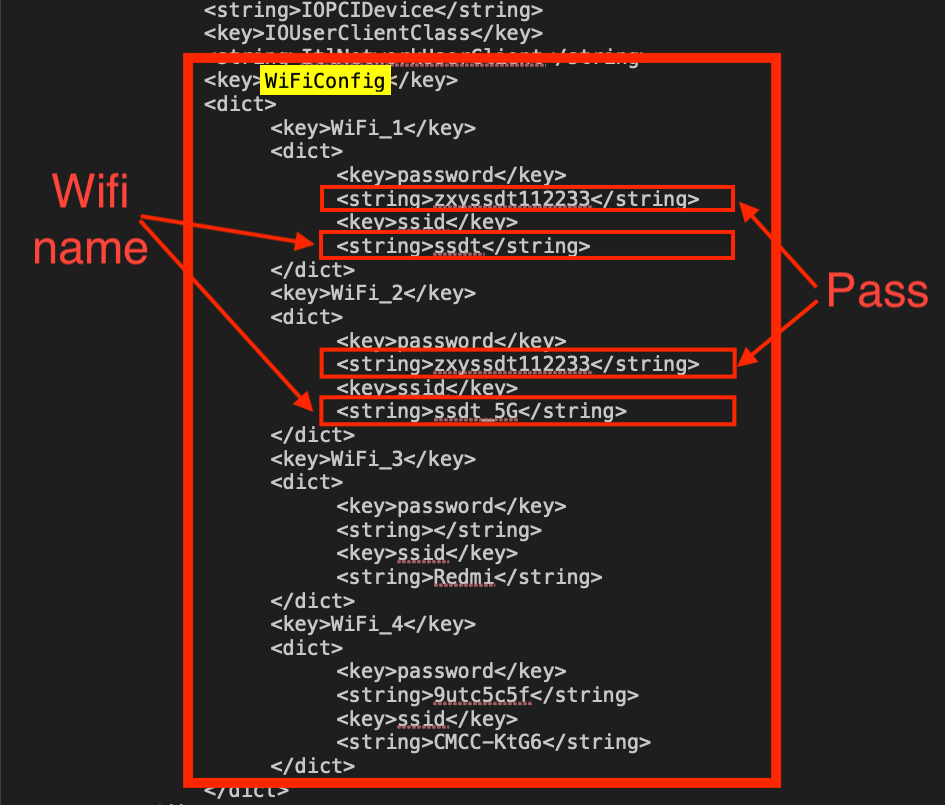 <string>IOPCIDevice</string>
<key>IOUserClientClass</key>
<string>ItlNetworkUserClient</string>
<key>WiFiConfig</key>
<dict>
<key>WiFi_1</key>
<dict>
<key>password</key>
<string>zxyssdt112233</string>
<key>ssid</key>
<string>ssdt</string>
</dict>
<key>WiFi_2</key>
<dict>
<key>password</key>
<string>zxyssdt112233</string>
<key>ssid</key>
<string>ssdt_5G</string>
</dict>
<key>WiFi_3</key>
<dict>
<key>password</key>
<string></string>
<key>ssid</key>
<string>Redmi</string>
</dict>
<key>WiFi_4</key>
<dict>
<key>password</key>
<string>9utc5c5f</string>
<key>ssid</key>
<string>CMCC-KtG6</string>
</dict>
</dict>
Wifi
name
Pass